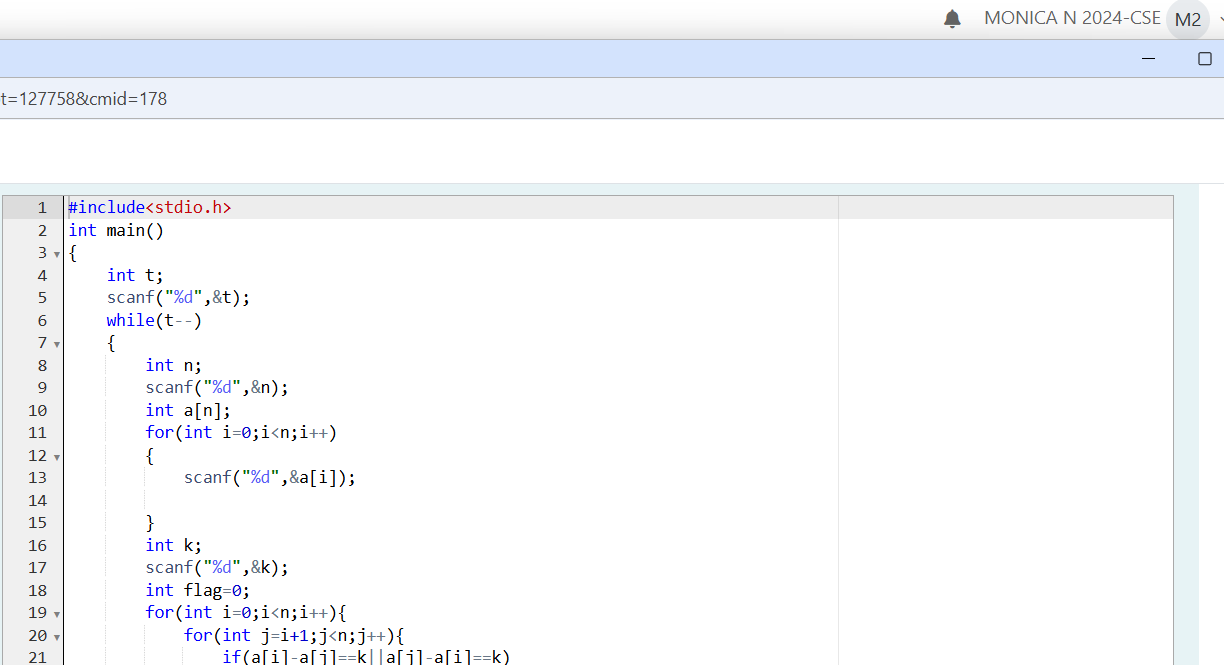 MONICA N 2024-CSE M2
t=127758&cmid=178
1 #include<stdio.h>
2 int main()
3 {
4 int t;
5 scanf("%d",&t);
6 while(t--)
7 {
8 int n;
9 scanf("%d",&n);
10 int a[n];
11 for(int i=0;i<n;i++)
12 {
13 scanf("%d",&a[i]);
14
15 }
16 int k;
17 scanf("%d",&k);
18 int flag=0;
19 for(int i=0;i<n;i++){
20 for(int j=i+1;j<n;j++){
21 if(a[i]-a[j]==k||a[j]-a[i]==k)